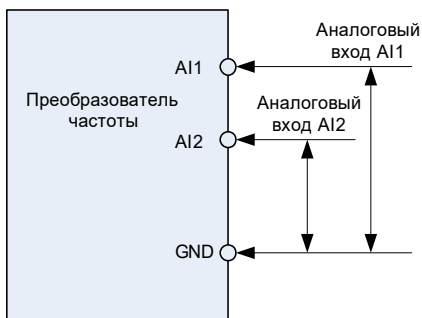 Аналоговый
вход AI1
AI1
Преобразователь
частоты
Аналоговый
вход AI2
AI2
GND